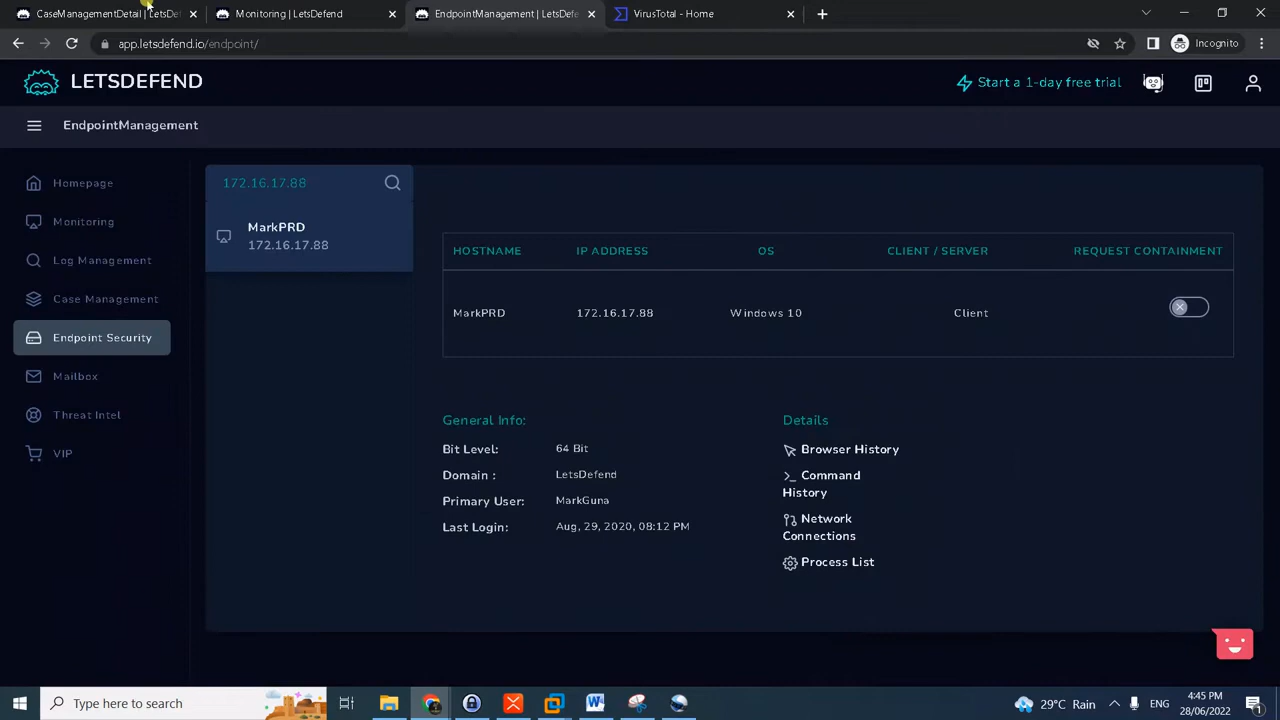 CaseManagementDetail | LetsDe
Monitoring | LetsDefend
EndpointManagement | LetsDefe
VirusTotal - Home
app.letsdefend.io/endpoint/
Incognito
LETSDEFEND
Start a 1-day free trial
EndpointManagement
Homepage
Monitoring
Log Management
Case Management
Endpoint Security
Mailbox
Threat Intel
VIP
172.16.17.88
MarkPRD
172.16.17.88
HOSTNAME IP ADDRESS OS CLIENT / SERVER REQUEST CONTAINMENT
MarkPRD 172.16.17.88 Windows 10 Client
General Info:
Bit Level: 64 Bit
Domain : LetsDefend
Primary User: MarkGuna
Last Login: Aug, 29, 2020, 08:12 PM
Details
Browser History
Command
History
Network
Connections
Process List
Type here to search
29°C Rain
ENG
4:45 PM
28/06/2022
1